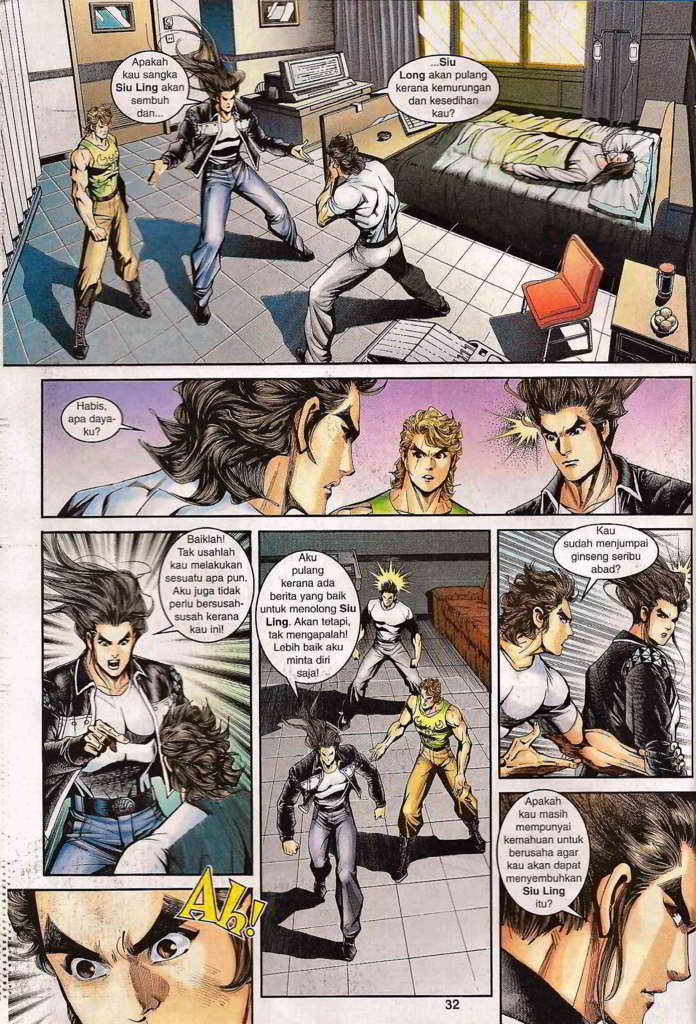 Apakah
kau sangka
Siu Ling akan
sembuh
dan...
...Siu
Long akan pulang
kerana kemurungan
dan kesedihan
kau?
Habis,
apa daya-
ku?
Baiklah!
Tak usahlah
kau melakukan
sesuatu apa pun.
Aku juga tidak
perlu bersusah-
susah kerana
kau ini!
Aku
pulang
kerana ada
berita yang baik
untuk menolong Siu
Ling. Akan tetapi,
tak mengapalah!
Lebih baik aku
minta diri
saja!
Kau
sudah menjumpai
ginseng seribu
abad?
Apakah
kau masih
mempunyai
kemahuan untuk
berusaha agar
kau akan dapat
menyembuhkan
Siu Ling
itu?
Ah!
32